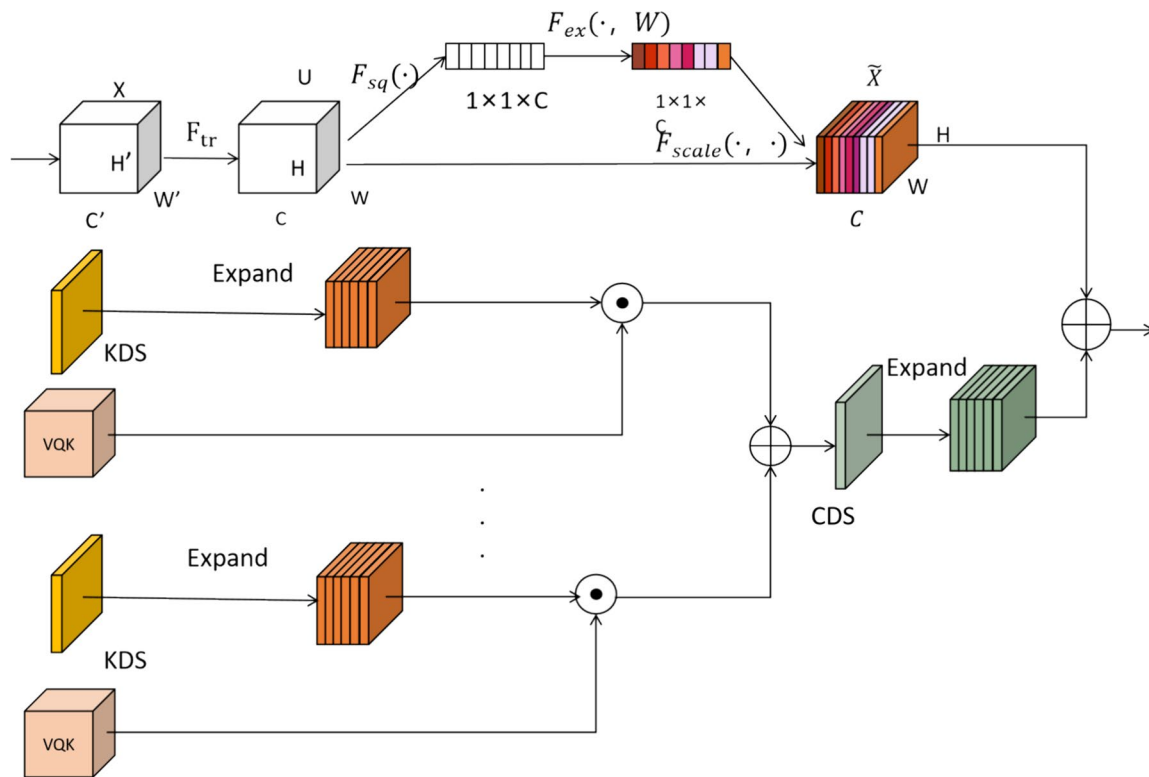 F_ex(·, W)
F_sq(·)
X
U
1×1×C
1×1×
C
X̃
F_tr
H'
H
F_scale(·, ·)
H
W'
W
W
C'
C
C
Expand
KDS
Expand
VQK
CDS
Expand
KDS
VQK